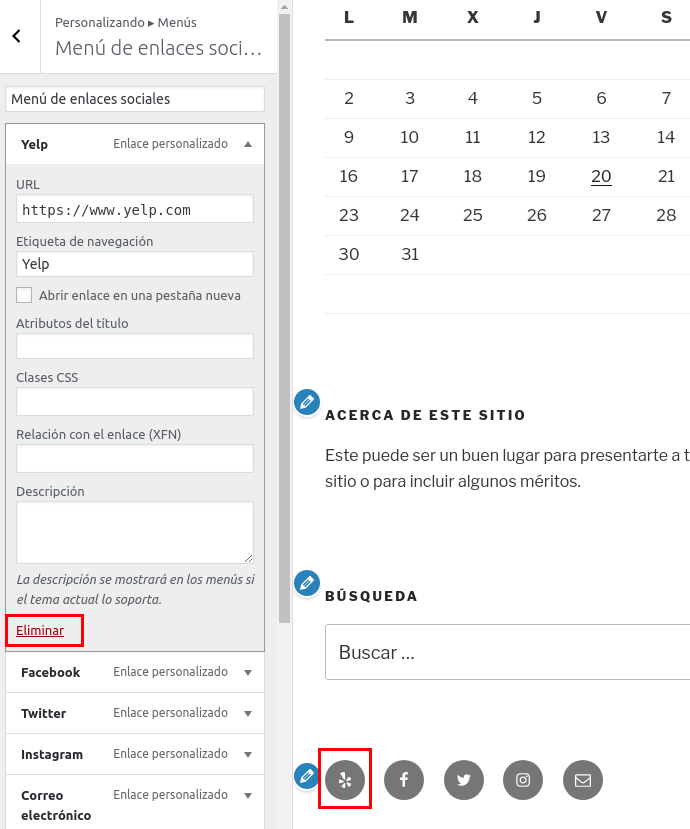 Personalizando ▸ Menús
Menú de enlaces soci…
Menú de enlaces sociales
Yelp Enlace personalizado
URL
https://www.yelp.com
Etiqueta de navegación
Yelp
Abrir enlace en una pestaña nueva
Atributos del título
Clases CSS
Relación con el enlace (XFN)
Descripción
La descripción se mostrará en los menús si
el tema actual lo soporta.
Eliminar
Facebook Enlace personalizado
Twitter Enlace personalizado
Instagram Enlace personalizado
Correo Enlace personalizado
electrónico
L M X J V S
2 3 4 5 6 7
9 10 11 12 13 14
16 17 18 19 20 21
23 24 25 26 27 28
30 31
ACERCA DE ESTE SITIO
Este puede ser un buen lugar para presentarte a t
sitio o para incluir algunos méritos.
BÚSQUEDA
Buscar …